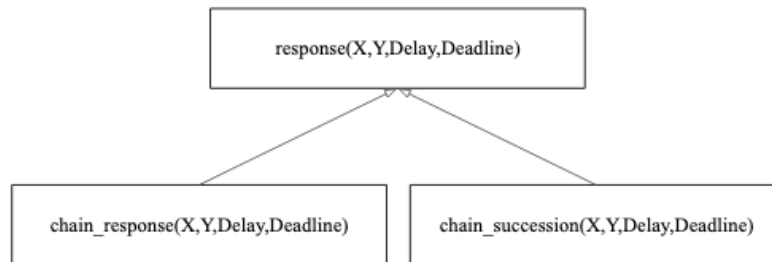 response(X,Y,Delay,Deadline)
chain_response(X,Y,Delay,Deadline)
chain_succession(X,Y,Delay,Deadline)